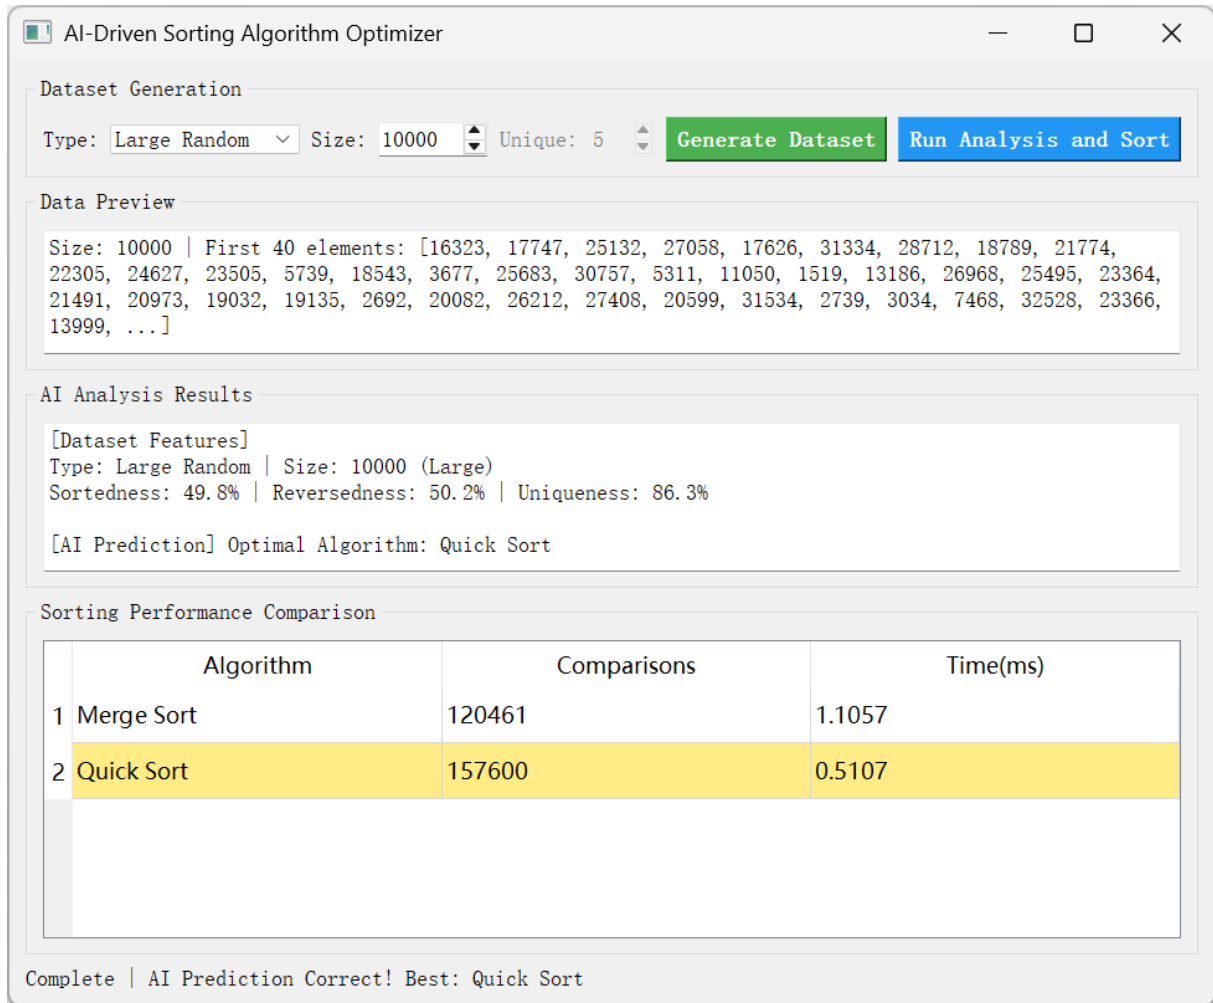 AI-Driven Sorting Algorithm Optimizer
Dataset Generation
Type: Large Random Size: 10000 Unique: 5 Generate Dataset Run Analysis and Sort
Data Preview
Size: 10000 | First 40 elements: [16323, 17747, 25132, 27058, 17626, 31334, 28712, 18789, 21774,
22305, 24627, 23505, 5739, 18543, 3677, 25683, 30757, 5311, 11050, 1519, 13186, 26968, 25495, 23364,
21491, 20973, 19032, 19135, 2692, 20082, 26212, 27408, 20599, 31534, 2739, 3034, 7468, 32528, 23366,
13999, ...]
AI Analysis Results
[Dataset Features]
Type: Large Random | Size: 10000 (Large)
Sortedness: 49.8% | Reversedness: 50.2% | Uniqueness: 86.3%
[AI Prediction] Optimal Algorithm: Quick Sort
Sorting Performance Comparison
Algorithm Comparisons Time(ms)
1 Merge Sort 120461 1.1057
2 Quick Sort 157600 0.5107
Complete | AI Prediction Correct! Best: Quick Sort